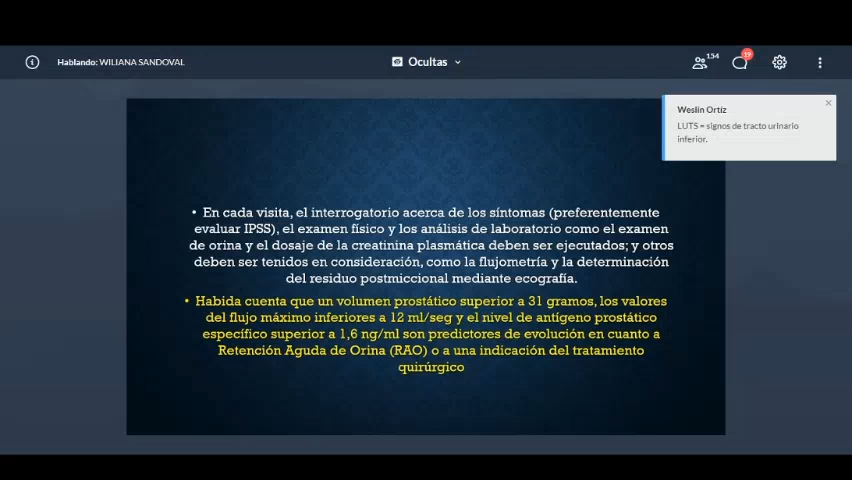 Hablando: WILIANA SANDOVAL
Ocultas
154
19
Weslin Ortíz
LUTS = signos de tracto urinario
inferior.
• En cada visita, el interrogatorio acerca de los síntomas (preferentemente
evaluar IPSS), el examen físico y los análisis de laboratorio como el examen
de orina y el dosaje de la creatinina plasmática deben ser ejecutados; y otros
deben ser tenidos en consideración, como la flujometría y la determinación
del residuo postmiccional mediante ecografía.
• Habida cuenta que un volumen prostático superior a 31 gramos, los valores
del flujo máximo inferiores a 12 ml/seg y el nivel de antígeno prostático
específico superior a 1,6 ng/ml son predictores de evolución en cuanto a
Retención Aguda de Orina (RAO) o a una indicación del tratamiento
quirúrgico